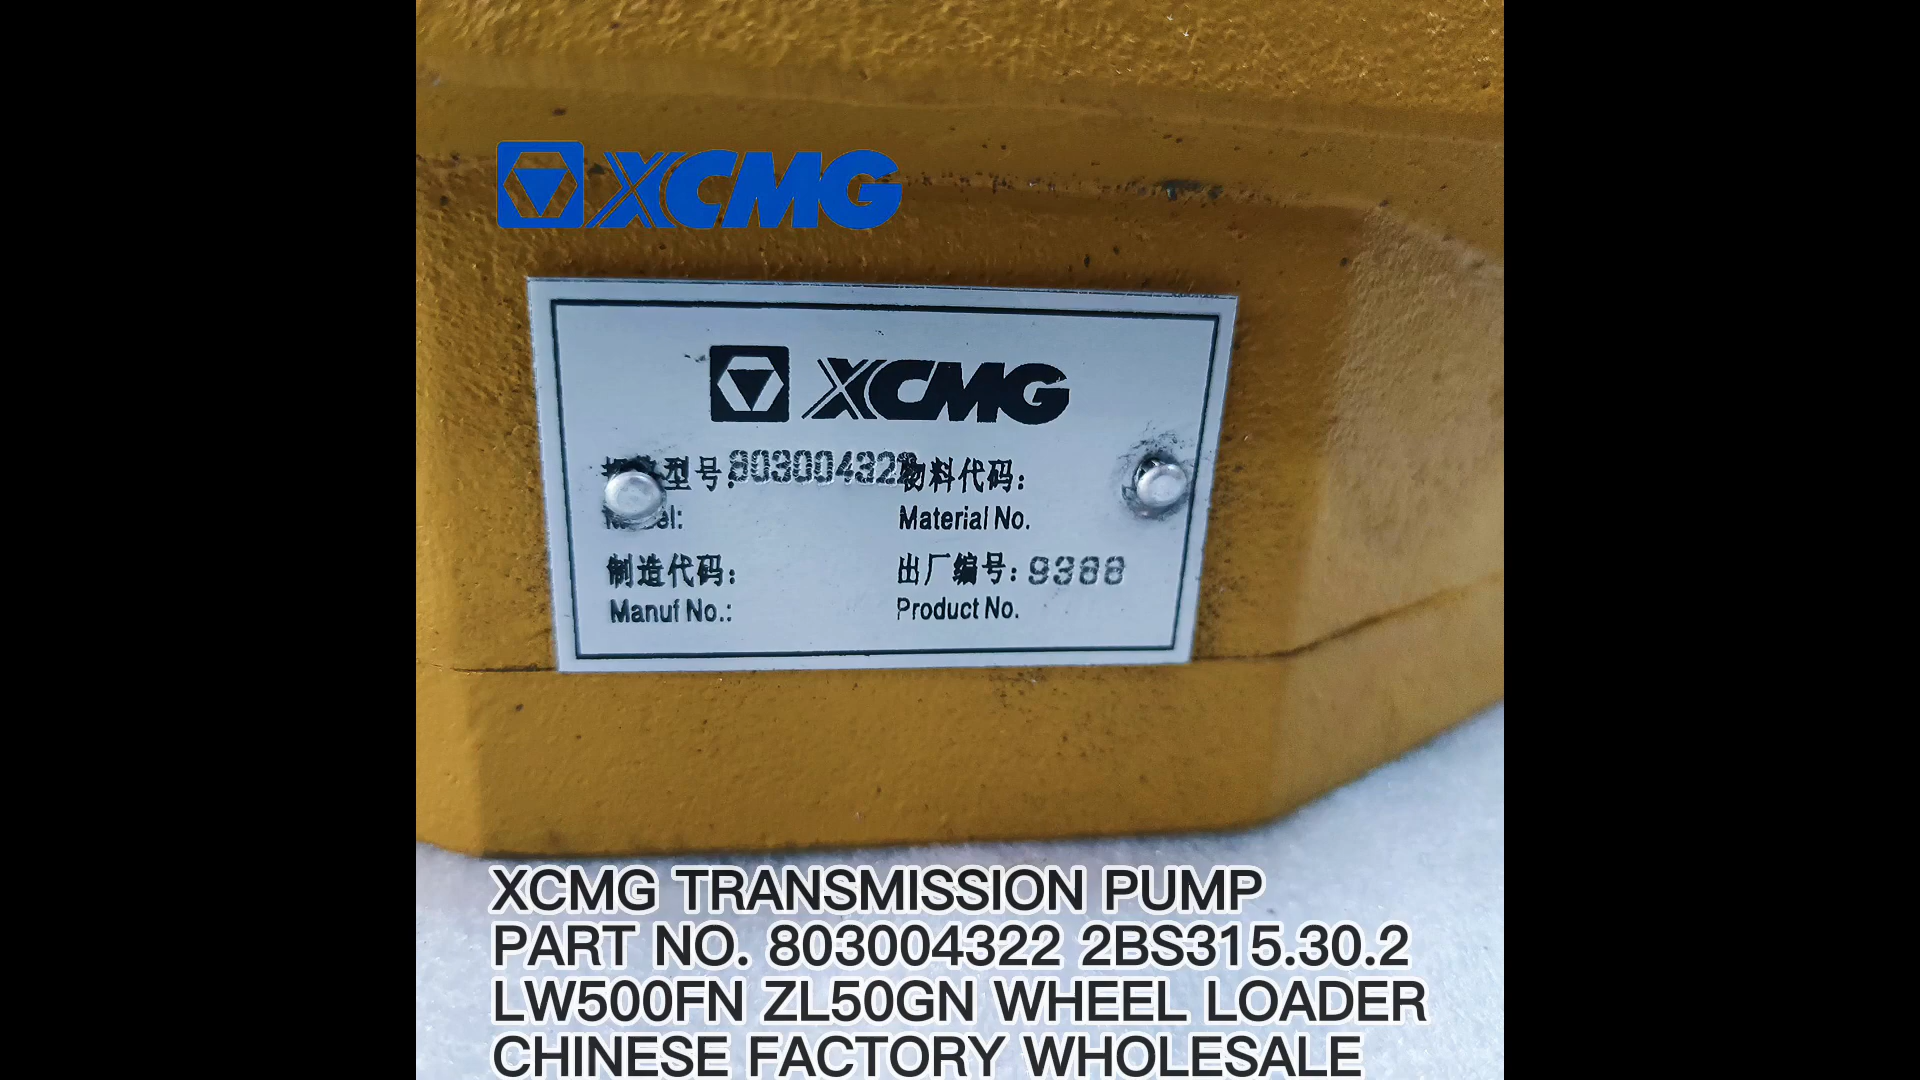 XCMG
XCMG
型号:803004322 物料代码:
Material No.
制造代码: 出厂编号:9388
Manuf No.: Product No.
XCMG TRANSMISSION PUMP
PART NO. 803004322 2BS315.30.2
LW500FN ZL50GN WHEEL LOADER
CHINESE FACTORY WHOLESALE